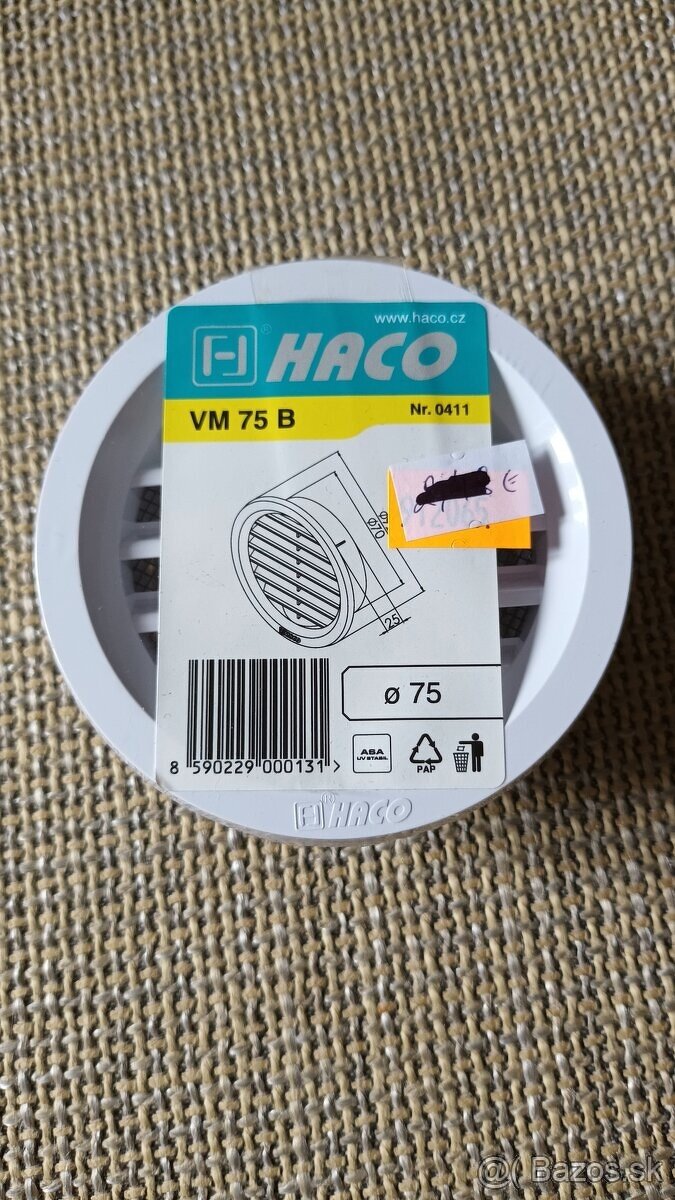 www.haco.cz
HACO
VM 75 B
Nr. 0411
€
ø70
25
ø 75
8 590229 000131 >
ASA
UV STABIL
PAP
HACO
@( Bazos.sk